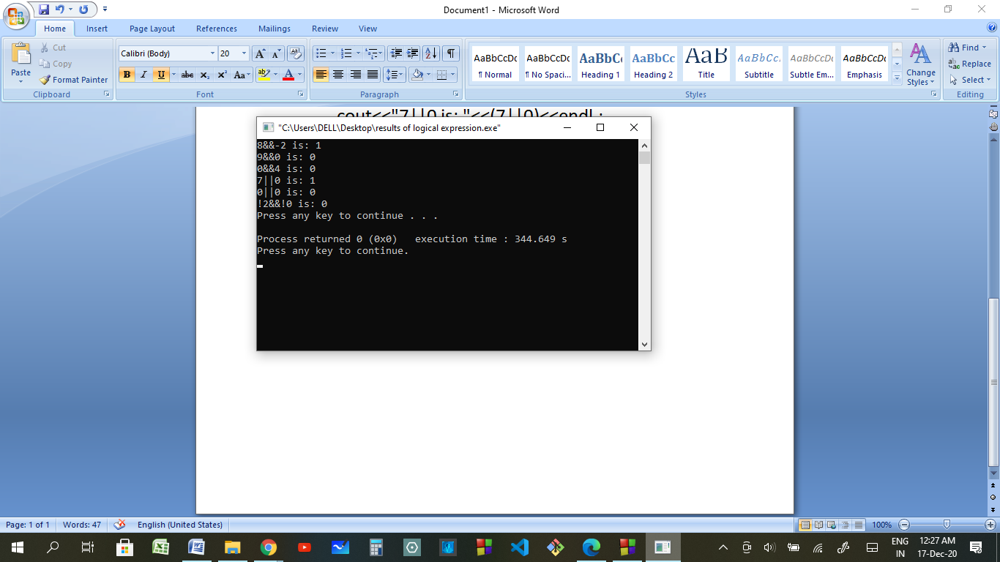 Document1 - Microsoft Word
Home Insert Page Layout References Mailings Review View
Paste
Cut
Copy
Format Painter
Clipboard
Calibri (Body) 20
B I U abc x₂ x² Aa
ab A
Font
Paragraph
AaBbCcDc AaBbCcDc AaBbCc AaBbCc AaB AaBbCc. AaBbCcDc AaBbCcDc
¶ Normal ¶ No Spaci... Heading 1 Heading 2 Title Subtitle Subtle Em... Emphasis
Change Styles
Styles
Find
Replace
Select
Editing
cout<<"7||0 is: "<<(7||0)<<endl ;
"C:\Users\DELL\Desktop\results of logical expression.exe"
8&&-2 is: 1
9&&0 is: 0
0&&4 is: 0
7||0 is: 1
0||0 is: 0
!2&&!0 is: 0
Press any key to continue . . .
Process returned 0 (0x0)   execution time : 344.649 s
Press any key to continue.
Page: 1 of 1 Words: 47 English (United States) 100%
ENG 12:27 AM
IN 17-Dec-20